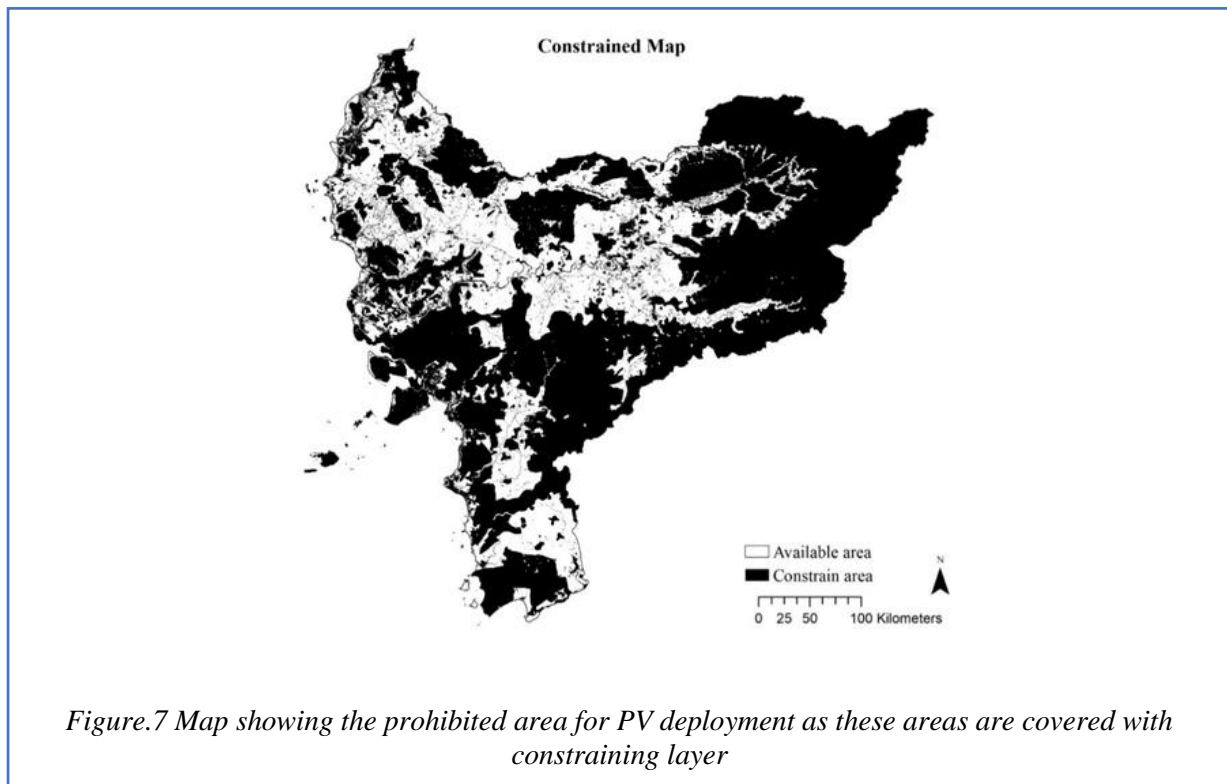 Constrained Map
Available area
Constrain area
N
0 25 50 100 Kilometers
Figure.7 Map showing the prohibited area for PV deployment as these areas are covered with
constraining layer